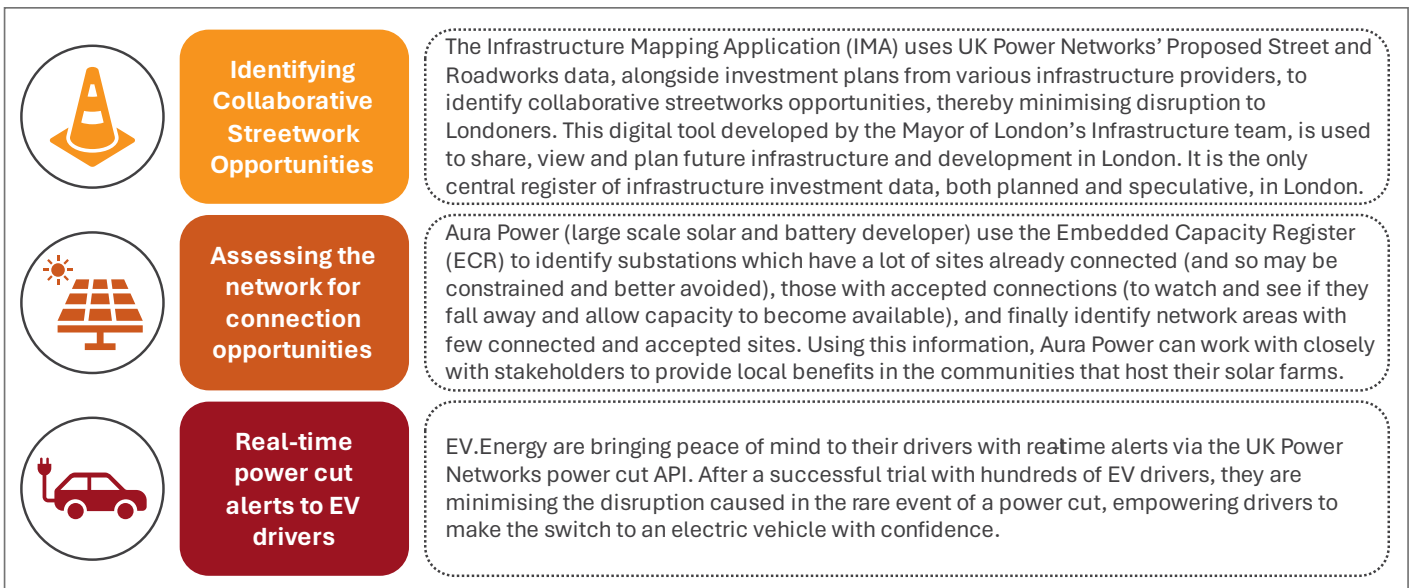 Identifying
Collaborative
Streetwork
Opportunities
The Infrastructure Mapping Application (IMA) uses UK Power Networks’ Proposed Street and
Roadworks data, alongside investment plans from various infrastructure providers, to
identify collaborative streetworks opportunities, thereby minimising disruption to
Londoners. This digital tool developed by the Mayor of London’s Infrastructure team, is used
to share, view and plan future infrastructure and development in London. It is the only
central register of infrastructure investment data, both planned and speculative, in London.
Assessing the
network for
connection
opportunities
Aura Power (large scale solar and battery developer) use the Embedded Capacity Register
(ECR) to identify substations which have a lot of sites already connected (and so may be
constrained and better avoided), those with accepted connections (to watch and see if they
fall away and allow capacity to become available), and finally identify network areas with
few connected and accepted sites. Using this information, Aura Power can work with closely
with stakeholders to provide local benefits in the communities that host their solar farms.
Real-time
power cut
alerts to EV
drivers
EV.Energy are bringing peace of mind to their drivers with real-time alerts via the UK Power
Networks power cut API. After a successful trial with hundreds of EV drivers, they are
minimising the disruption caused in the rare event of a power cut, empowering drivers to
make the switch to an electric vehicle with confidence.